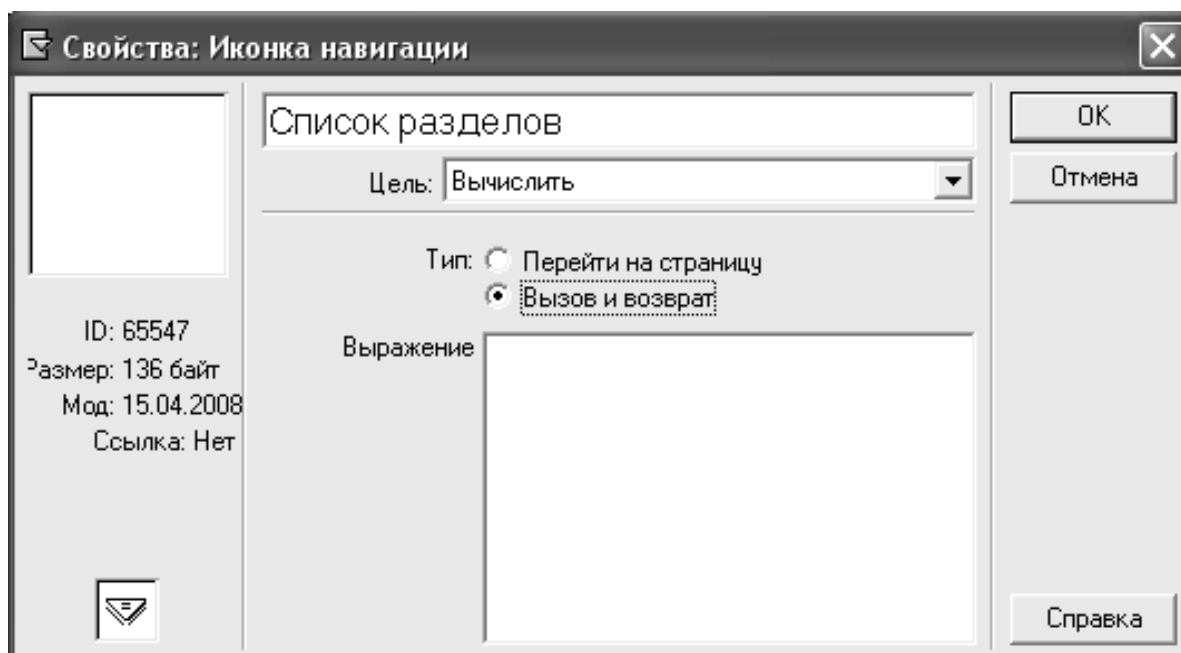 Свойства: Иконка навигации
Список разделов
OK
Цель: Вычислить
Отмена
Тип: Перейти на страницу
Вызов и возврат
ID: 65547
Размер: 136 байт
Мод: 15.04.2008
Ссылка: Нет
Выражение
Справка